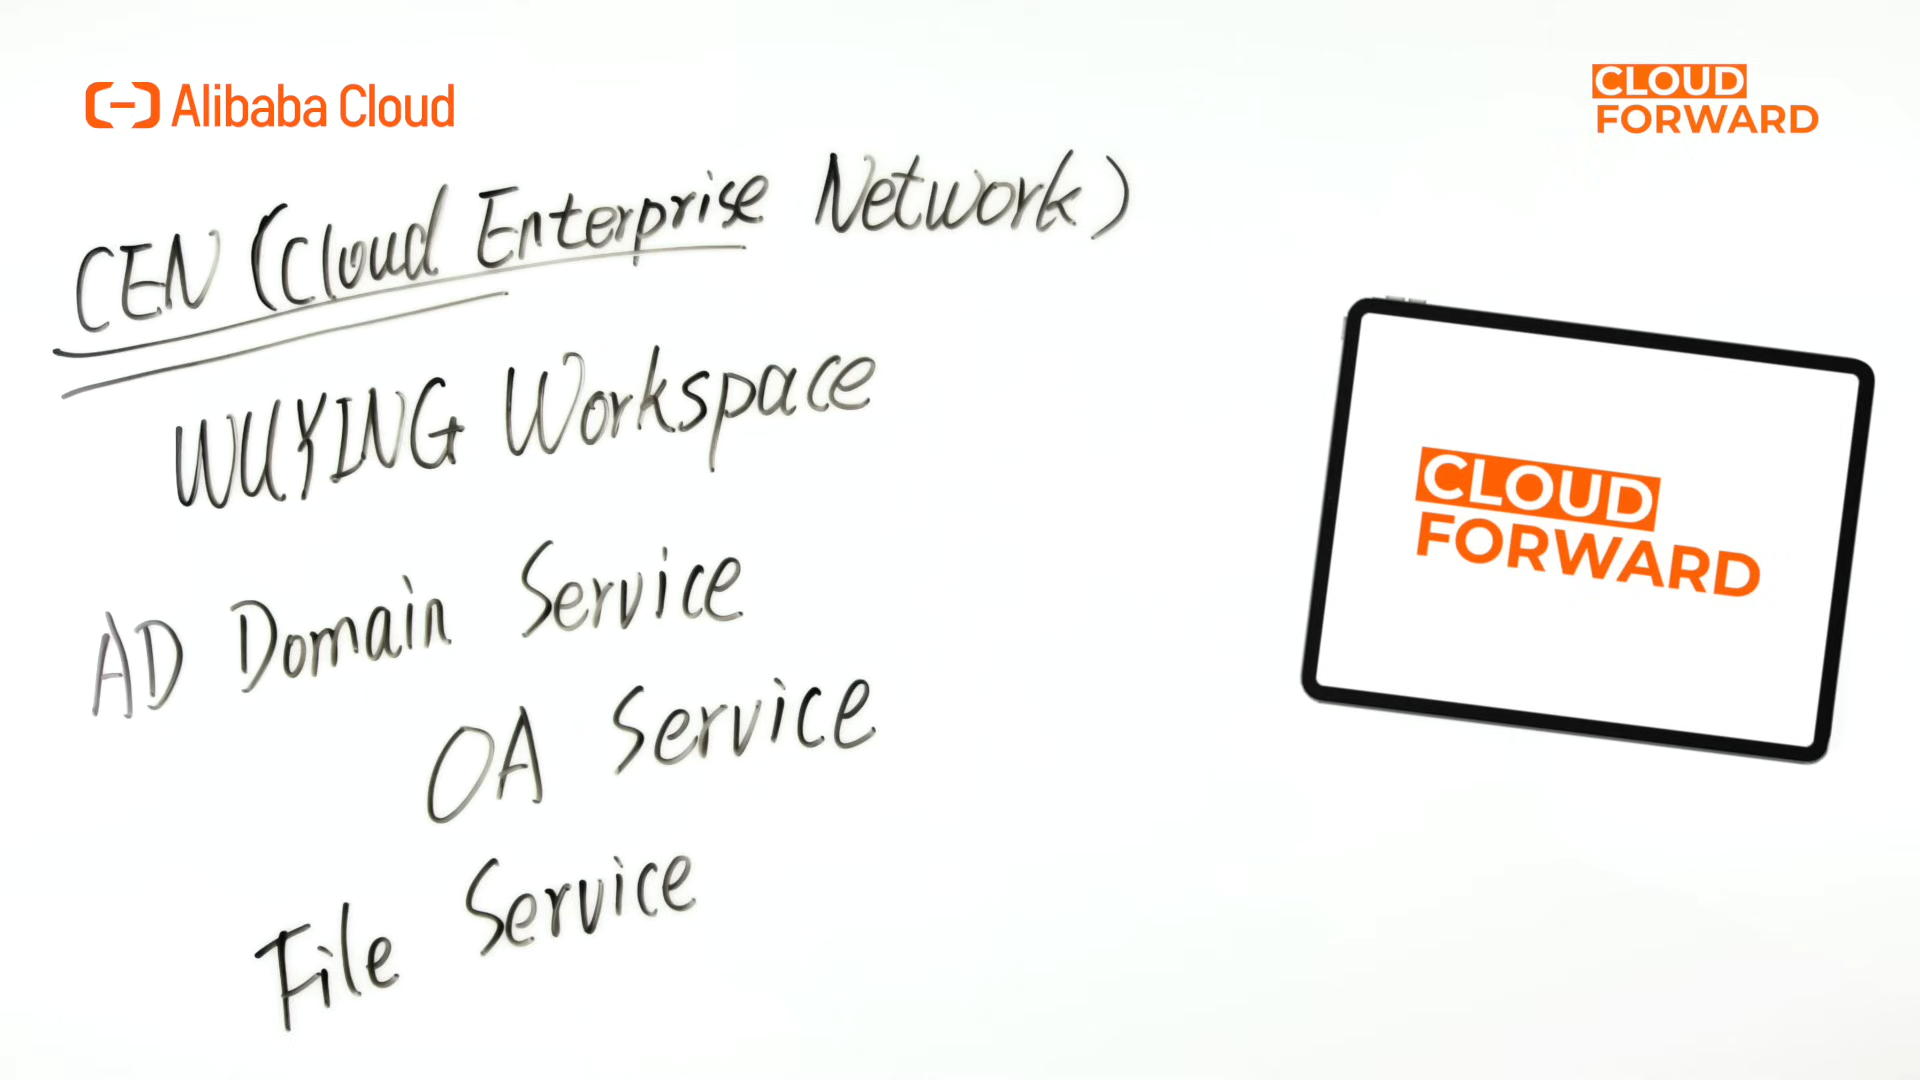 Alibaba Cloud
CLOUD
FORWARD
CEN (Cloud Enterprise Network)
WUYING Workspace
AD Domain Service
OA Service
File Service
CLOUD
FORWARD